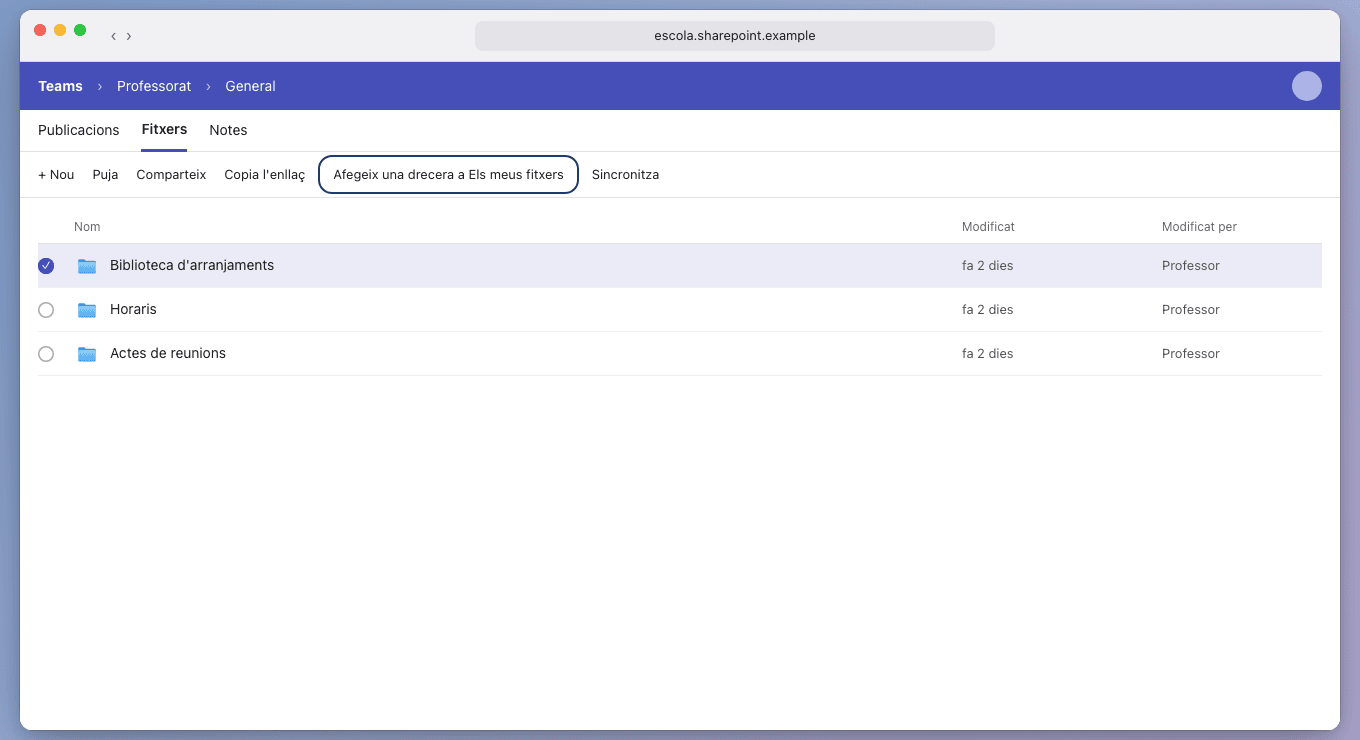 escola.sharepoint.example
Teams › Professorat › General
Publicacions Fitxers Notes
+ Nou Puja Comparteix Copia l'enllaç Afegeix una drecera a Els meus fitxers Sincronitza
Nom Modificat Modificat per
Biblioteca d'arranjaments fa 2 dies Professor
Horaris fa 2 dies Professor
Actes de reunions fa 2 dies Professor